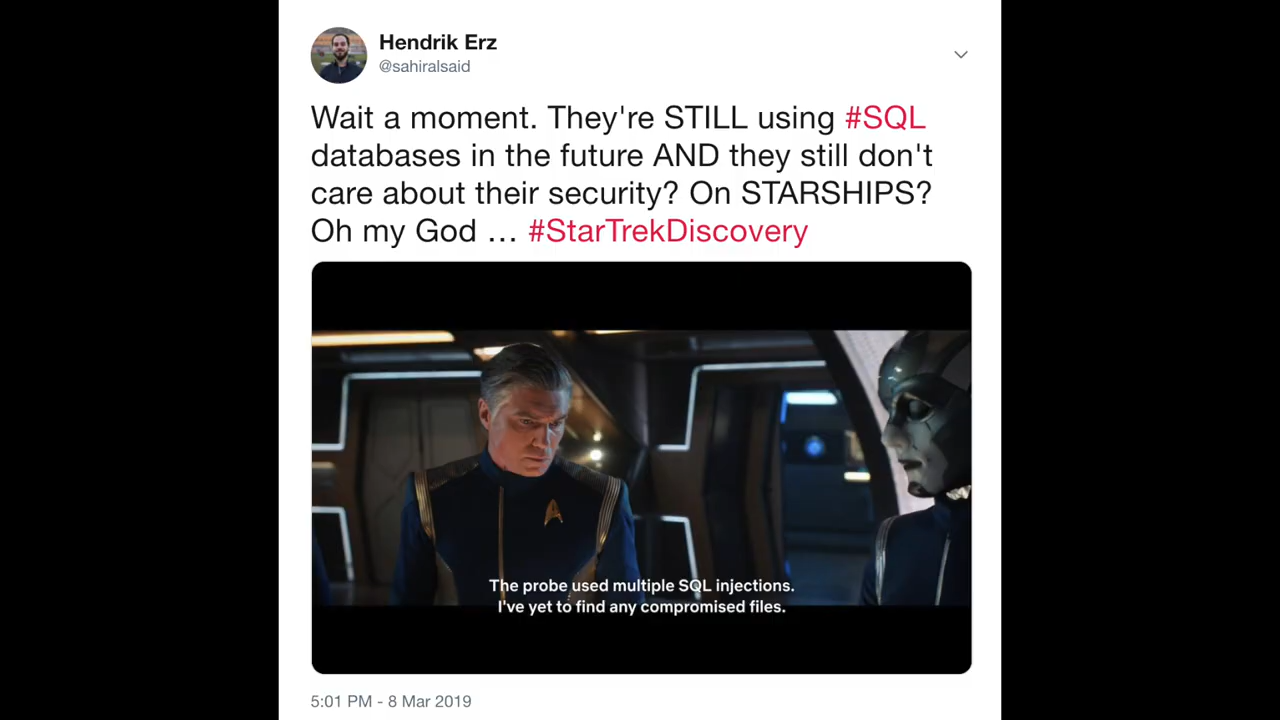 Hendrik Erz
@sahiralsaid
Wait a moment. They're STILL using #SQL
databases in the future AND they still don't
care about their security? On STARSHIPS?
Oh my God … #StarTrekDiscovery
The probe used multiple SQL injections.
I've yet to find any compromised files.
5:01 PM - 8 Mar 2019